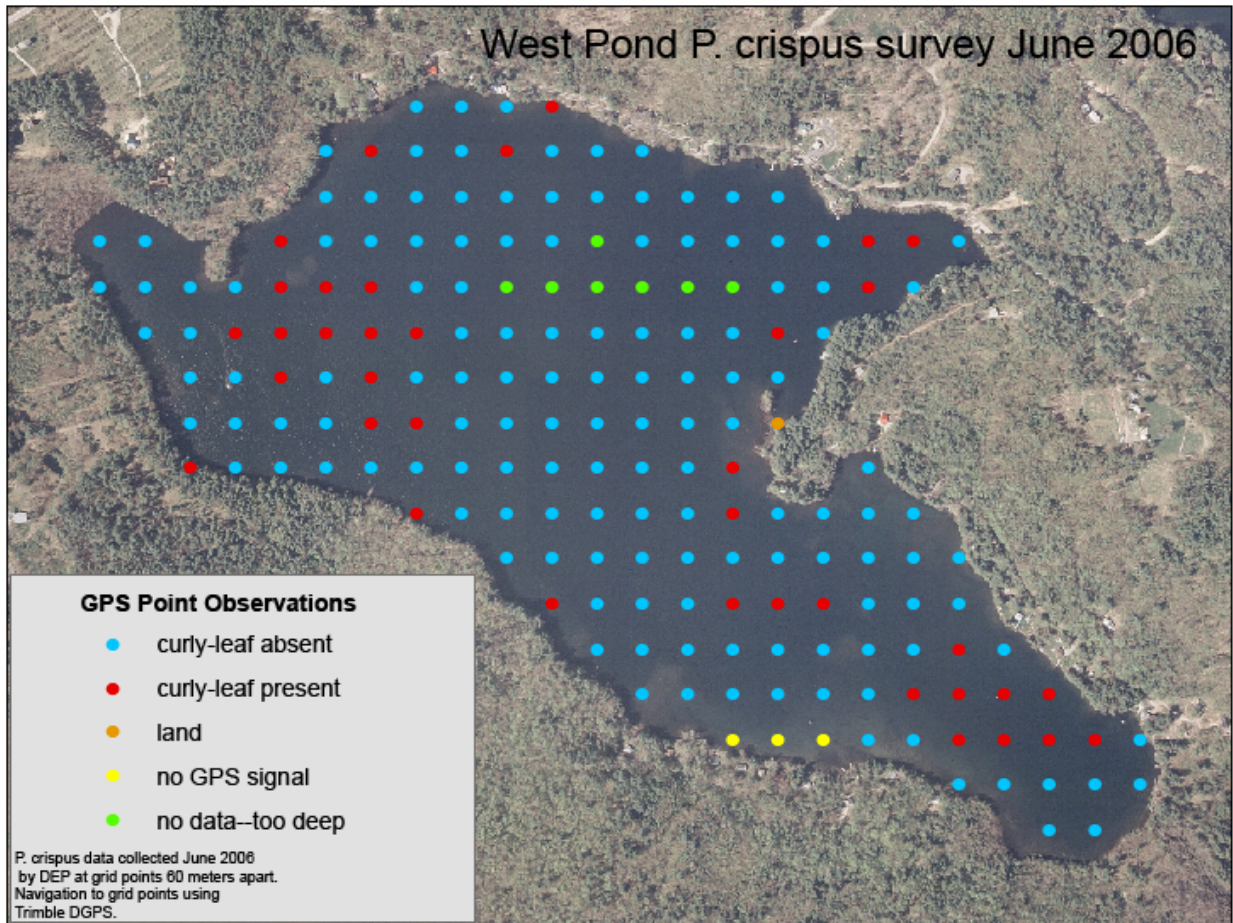 West Pond P. crispus survey June 2006
GPS Point Observations
curly-leaf absent
curly-leaf present
land
no GPS signal
no data--too deep
P. crispus data collected June 2006
by DEP at grid points 60 meters apart.
Navigation to grid points using
Trimble DGPS.